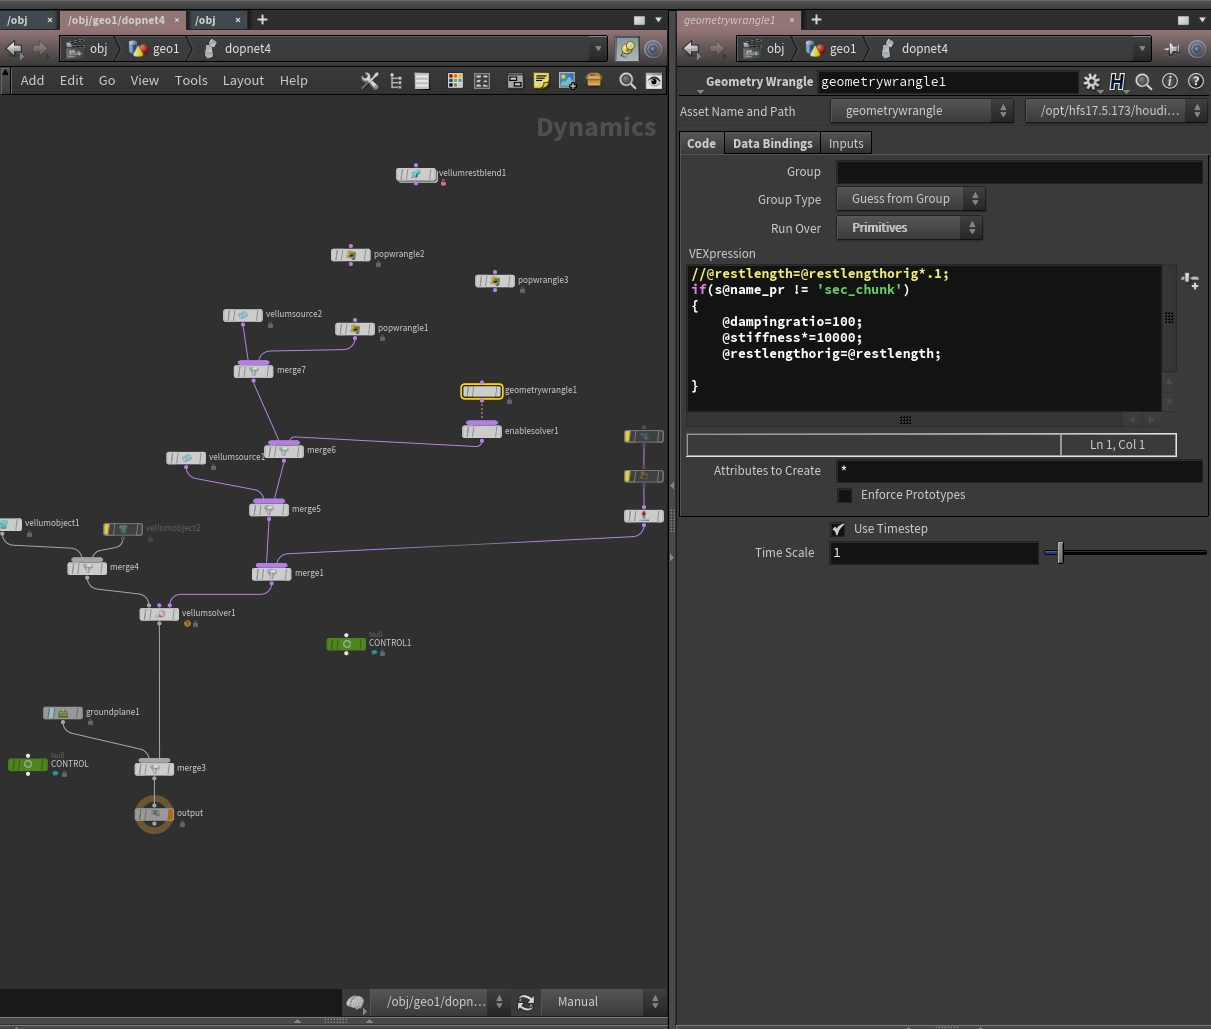 /obj × /obj/geo1/dopnet4 × /obj × +
obj geo1 dopnet4
Add Edit Go View Tools Layout Help
Dynamics
vellumrestblend1
popwrangle2
popwrangle3
vellumsource2
popwrangle1
merge7
geometrywrangle1
enablesolver1
merge6
vellumsource1
merge5
vellumobject1
vellumobject2
merge4
merge1
vellumsolver1
Null
CONTROL1
groundplane1
Null
CONTROL
merge3
output
/obj/geo1/dopn... Manual
geometrywrangle1 × +
obj geo1 dopnet4
Geometry Wrangle geometrywrangle1
Asset Name and Path geometrywrangle /opt/hfs17.5.173/houdi...
Code Data Bindings Inputs
Group
Group Type Guess from Group
Run Over Primitives
VEXpression
//@restlength=@restlengthorig*.1;
if(s@name_pr != 'sec_chunk')
{
@dampingratio=100;
@stiffness*=10000;
@restlengthorig=@restlength;
}
Ln 1, Col 1
Attributes to Create *
Enforce Prototypes
Use Timestep
Time Scale 1